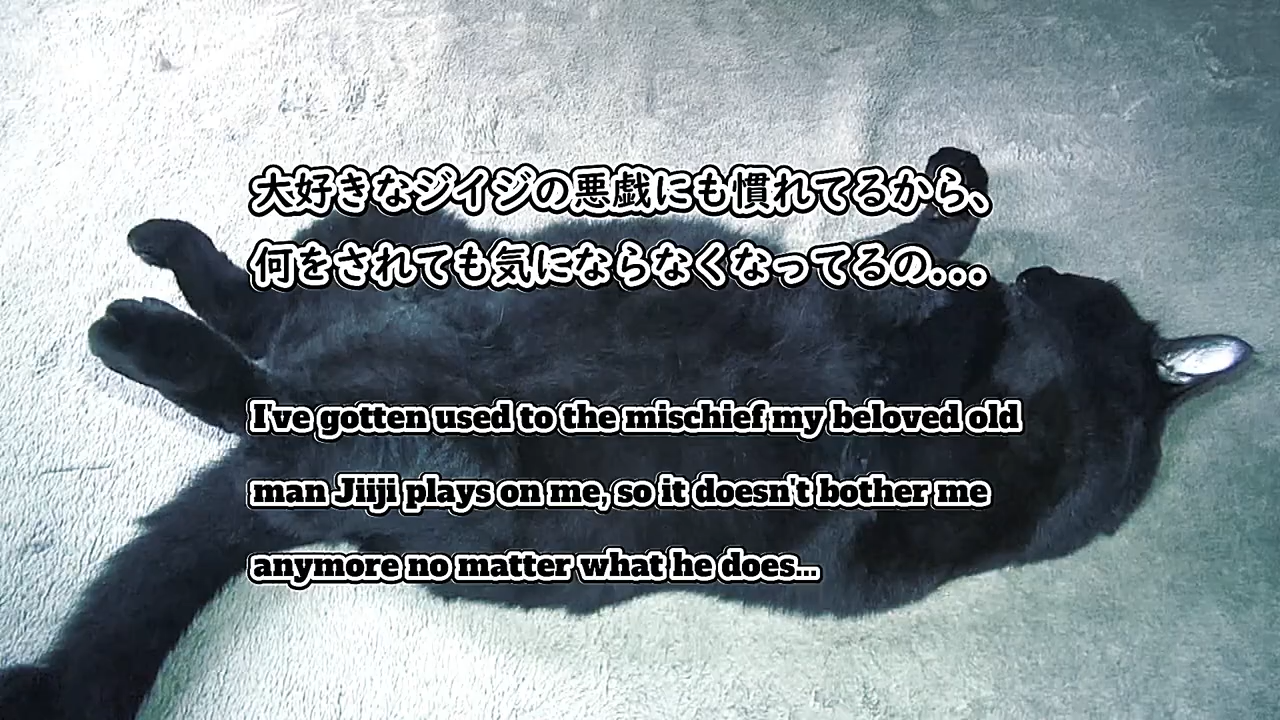 大好きなジイジの悪戯にも慣れてるから、
何をされても気にならなくなってるの...
I've gotten used to the mischief my beloved old
man Jiiji plays on me, so it doesn't bother me
anymore no matter what he does...